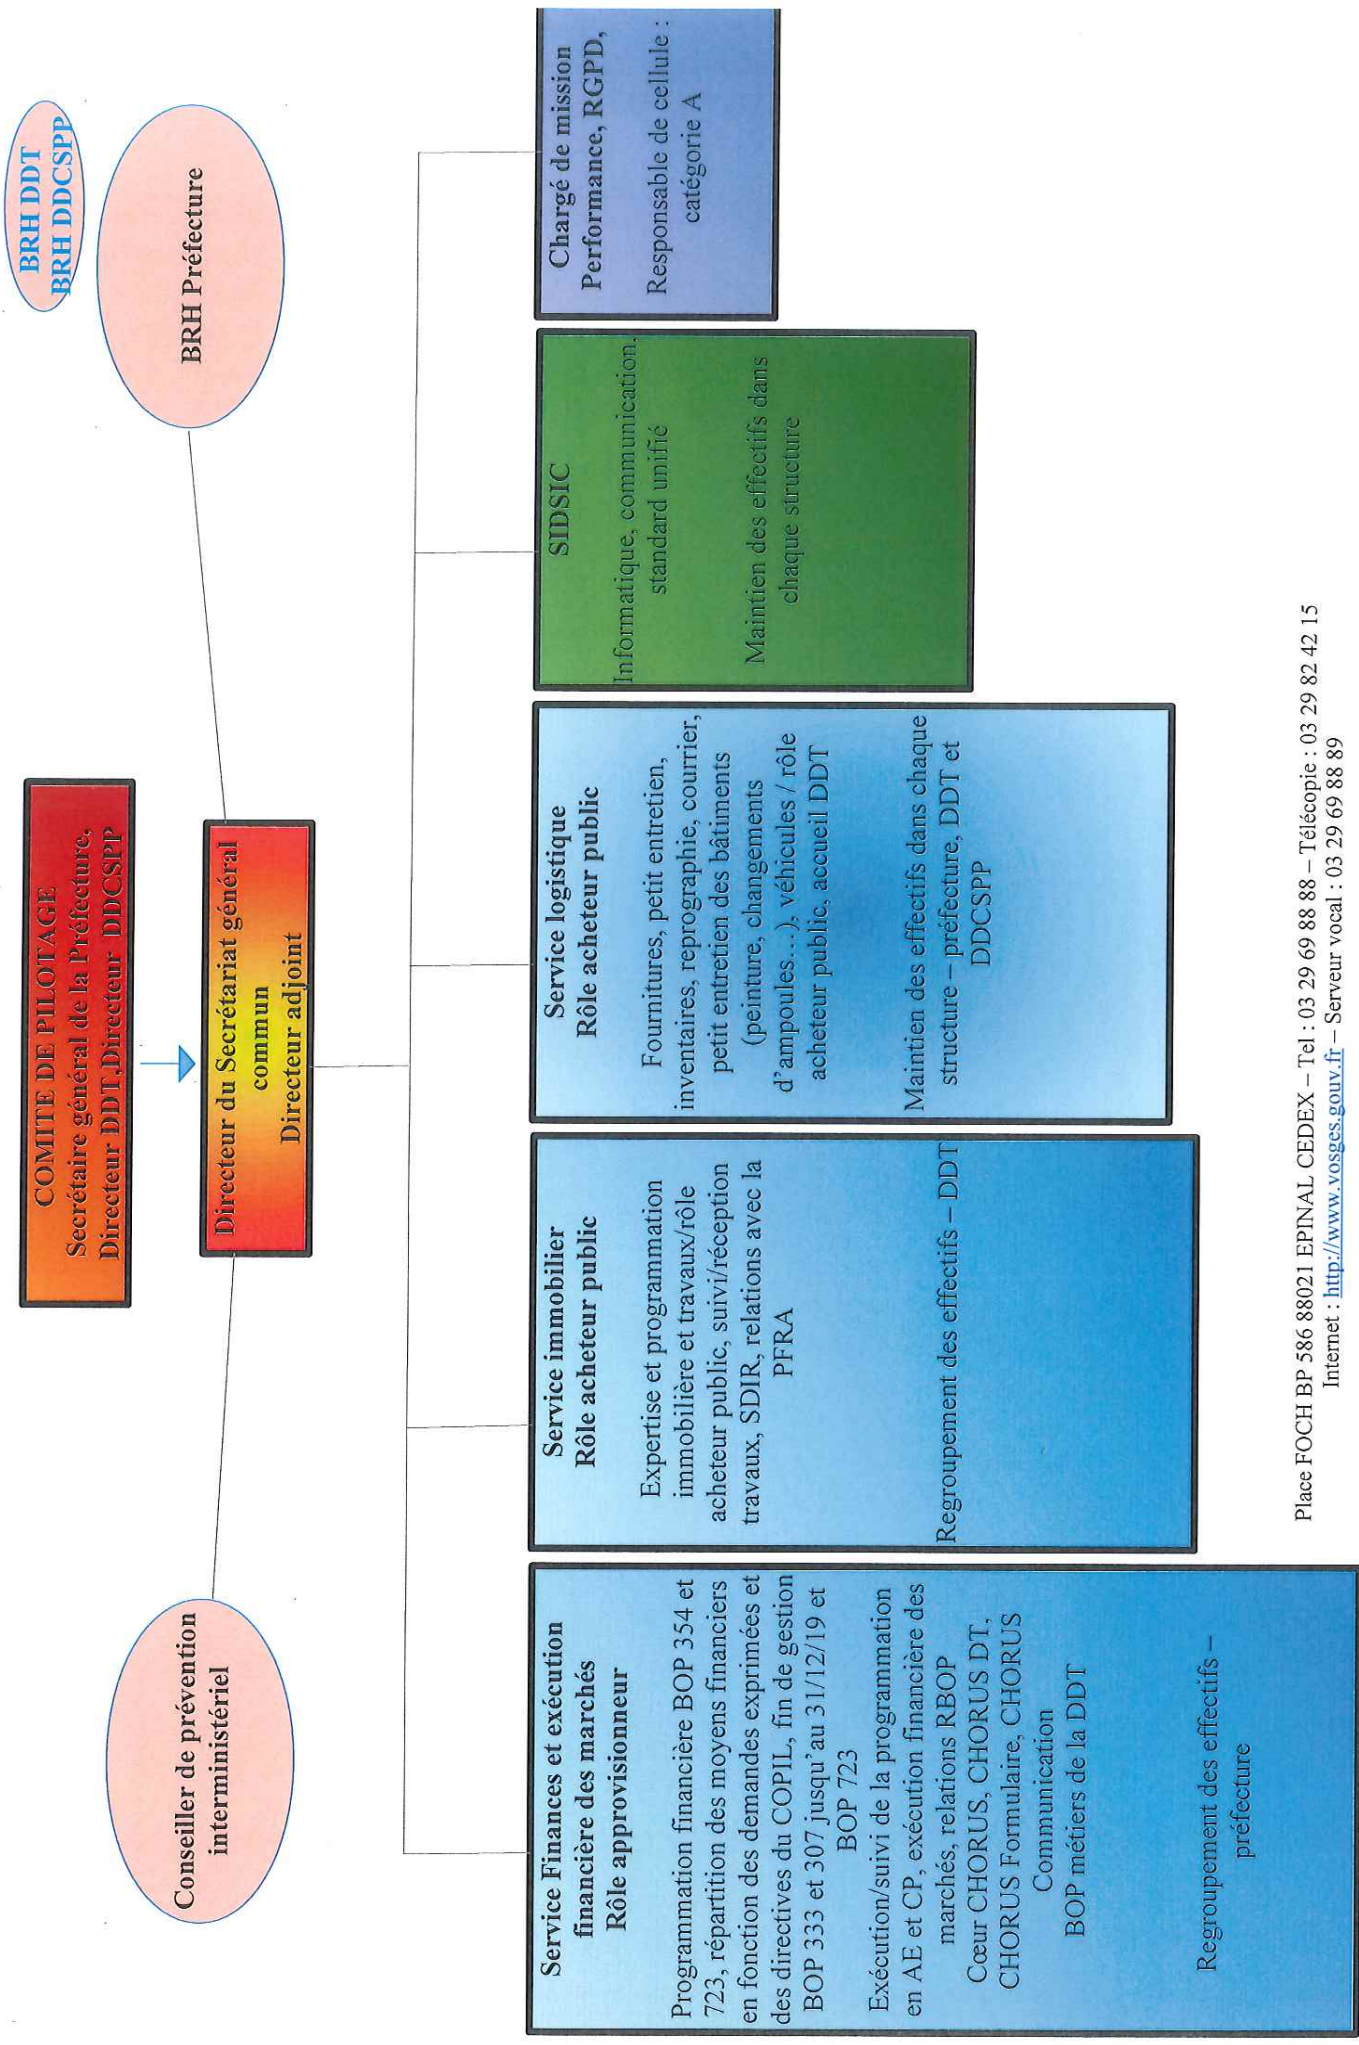 BRH DDT
BRH DDCSPP
COMITE DE PILOTAGE
Secrétaire général de la Préfecture,
Directeur DDT,Directeur DDCSPP
Conseiller de prévention
interministériel
Directeur du Secrétariat général
commun
Directeur adjoint
BRH Préfecture
Service Finances et exécution
financière des marchés
Rôle approvisionneur
Programmation financière BOP 354 et
723, répartition des moyens financiers
en fonction des demandes exprimées et
des directives du COPIL, fin de gestion
BOP 333 et 307 jusqu'au 31/12/19 et
BOP 723
Exécution/suivi de la programmation
en AE et CP, exécution financière des
marchés, relations RBOP
Cœur CHORUS, CHORUS DT,
CHORUS Formulaire, CHORUS
Communication
BOP métiers de la DDT
Regroupement des effectifs –
préfecture
Service immobilier
Rôle acheteur public
Expertise et programmation
immobilière et travaux/rôle
acheteur public, suivi/réception
travaux, SDIR, relations avec la
PFRA
Regroupement des effectifs – DDT
Service logistique
Rôle acheteur public
Fournitures, petit entretien,
inventaires, reprographie, courrier,
petit entretien des bâtiments
(peinture, changements
d'ampoules…), véhicules / rôle
acheteur public, accueil DDT
Maintien des effectifs dans chaque
structure – préfecture, DDT et
DDCSPP
SIDSIC
Informatique, communication,
standard unifié
Maintien des effectifs dans
chaque structure
Chargé de mission
Performance, RGPD,
Responsable de cellule :
catégorie A
Place FOCH BP 586 88021 EPINAL CEDEX – Tel : 03 29 69 88 88 – Télécopie : 03 29 82 42 15
Internet : http://www.vosges.gouv.fr – Serveur vocal : 03 29 69 88 89